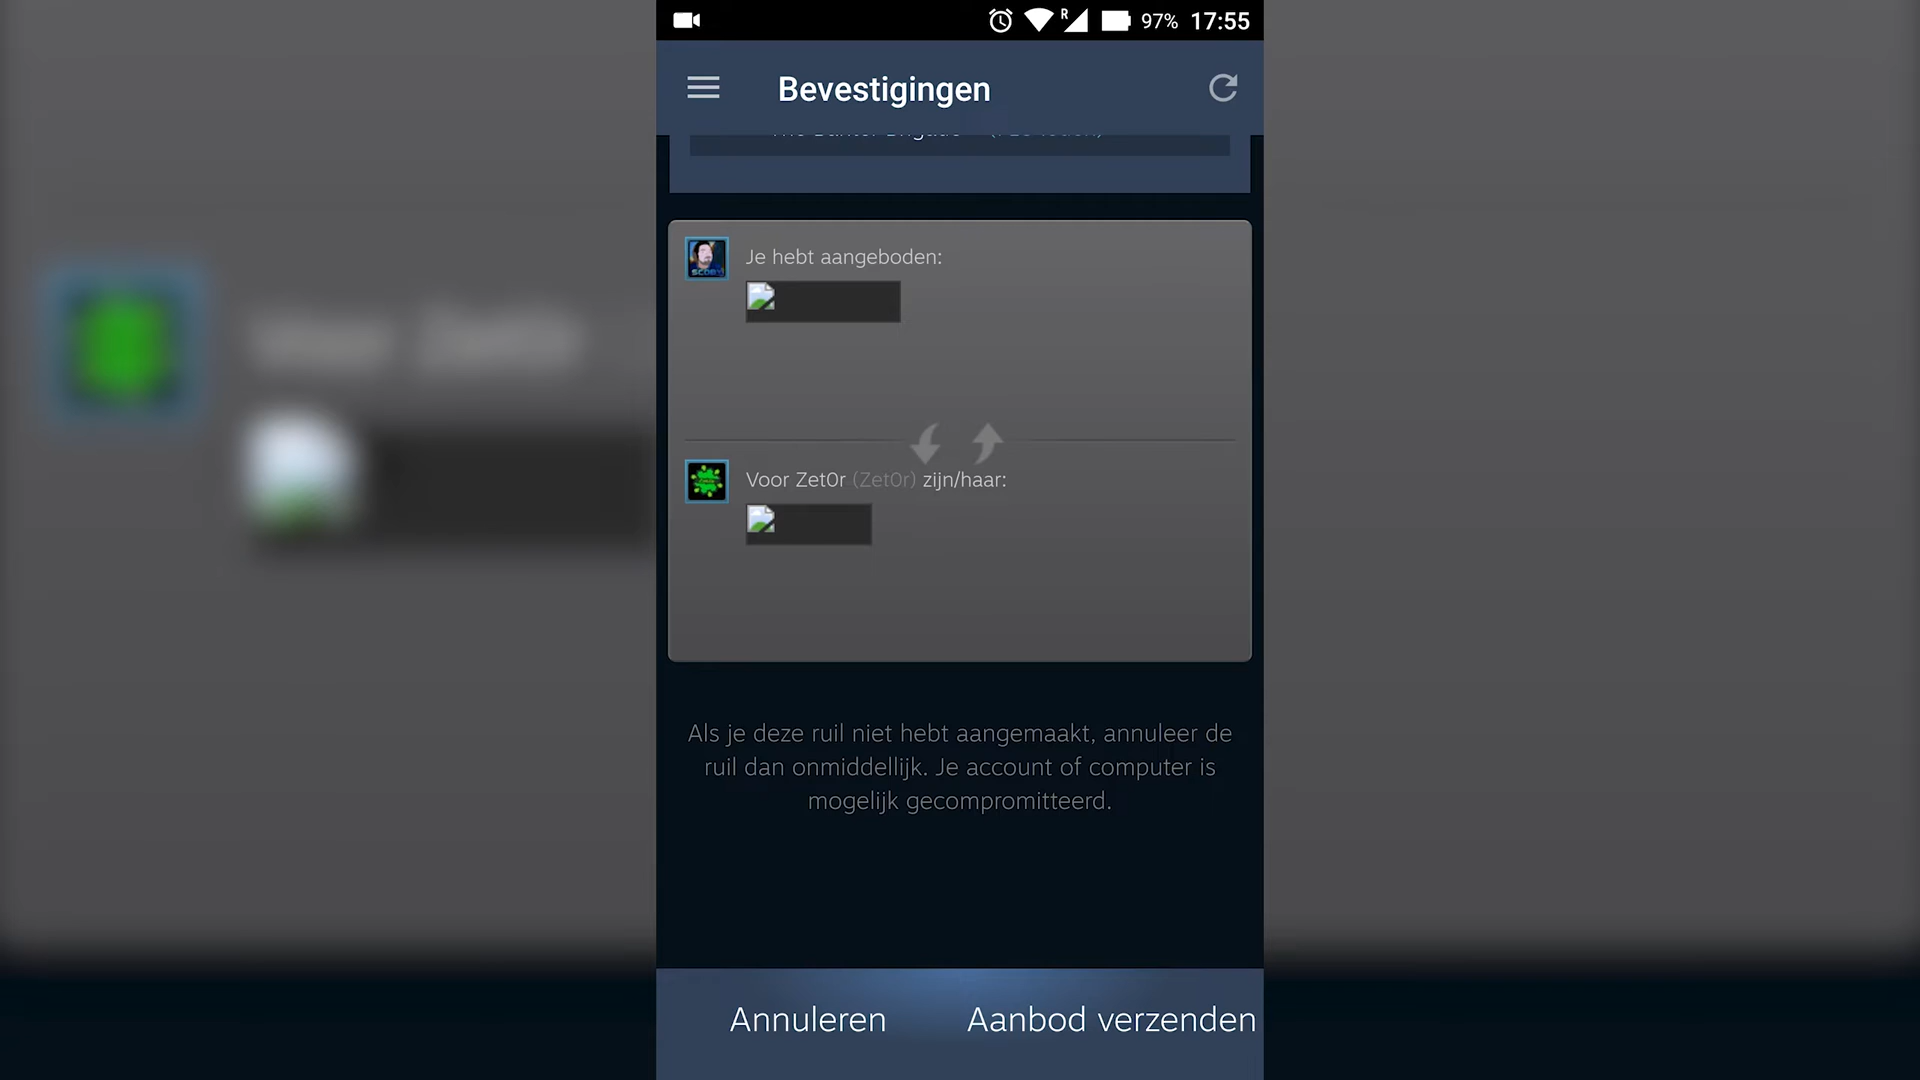 97% 17:55
Bevestigingen
Je hebt aangeboden:
Voor Zet0r (Zet0r) zijn/haar:
Als je deze ruil niet hebt aangemaakt, annuleer de
ruil dan onmiddellijk. Je account of computer is
mogelijk gecompromitteerd.
Annuleren Aanbod verzenden